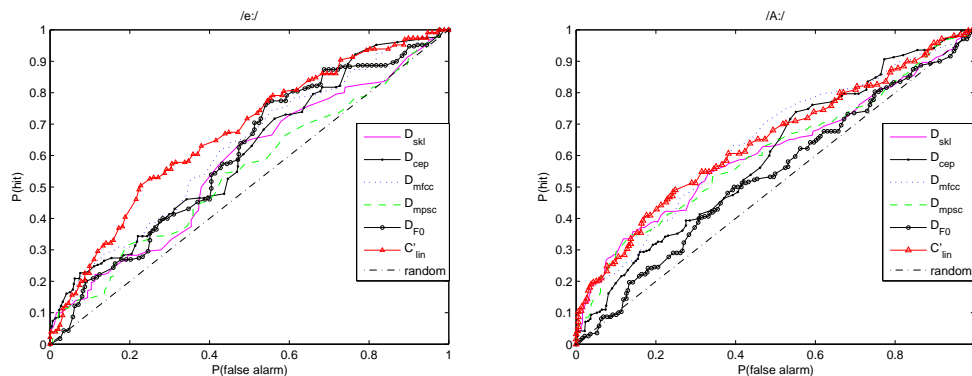 /e:/
1
0.9
0.8
0.7
0.6
0.5
0.4
0.3
0.2
0.1
0
P(hit)
0 0.2 0.4 0.6 0.8 1
P(false alarm)
D_skl
D_cep
D_mfcc
D_mpsc
D_F0
C'_lin
random
/A:/
1
0.9
0.8
0.7
0.6
0.5
0.4
0.3
0.2
0.1
0
P(hit)
0 0.2 0.4 0.6 0.8
P(false alarm)
D_skl
D_cep
D_mfcc
D_mpsc
D_F0
C'_lin
random